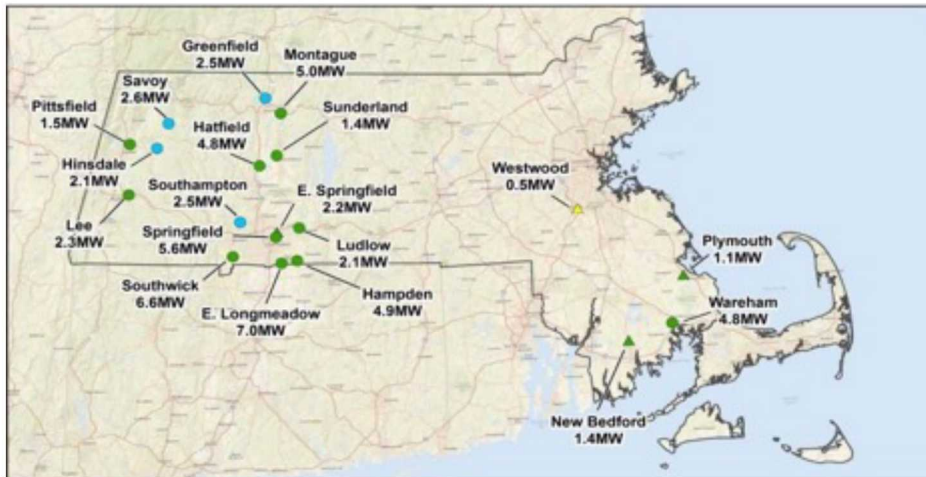 Greenfield
2.5MW
Montague
5.0MW
Savoy
2.6MW
Pittsfield
1.5MW
Sunderland
1.4MW
Hatfield
4.8MW
Hinsdale
2.1MW
Westwood
0.5MW
Southampton
2.5MW
E. Springfield
2.2MW
Lee
2.3MW
Springfield
5.6MW
Ludlow
2.1MW
Plymouth
1.1MW
Southwick
6.6MW
E. Longmeadow
7.0MW
Hampden
4.9MW
Wareham
4.8MW
New Bedford
1.4MW